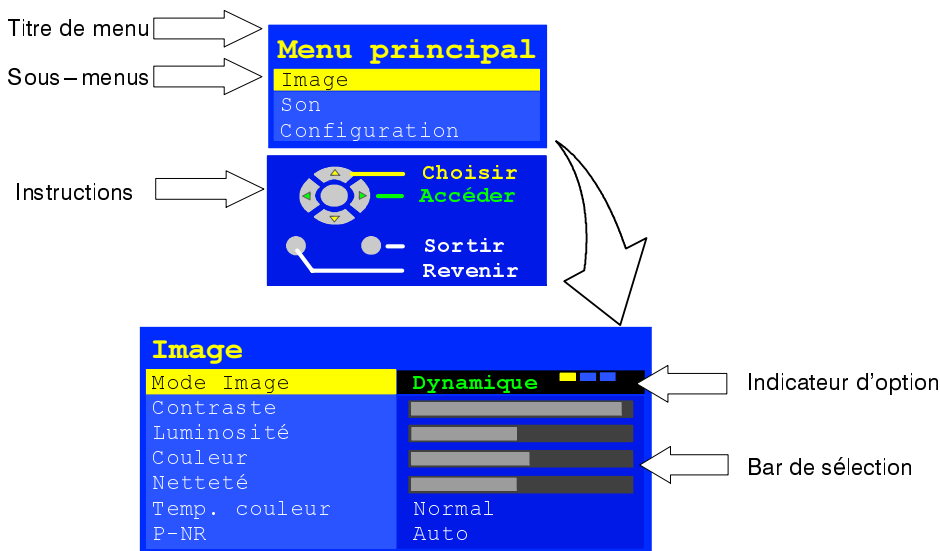 Titre de menu
Menu principal
Sous-menus
Image
Son
Configuration
Instructions
Choisir
Accéder
Sortir
Revenir
Image
Mode Image
Dynamique
Indicateur d'option
Contraste
Luminosité
Couleur
Bar de sélection
Netteté
Temp. couleur
Normal
P-NR
Auto